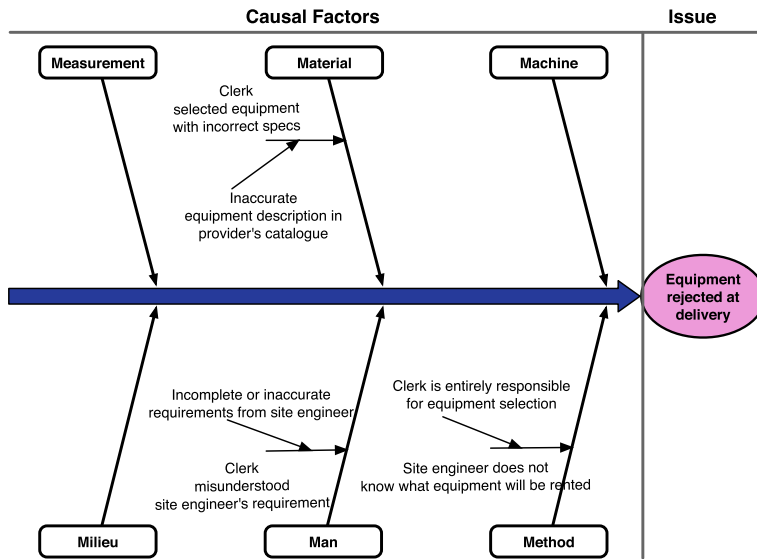 Causal Factors
Issue
Measurement
Material
Machine
Clerk
selected equipment
with incorrect specs
Inaccurate
equipment description in
provider's catalogue
Equipment
rejected at
delivery
Incomplete or inaccurate
requirements from site engineer
Clerk is entirely responsible
for equipment selection
Clerk
misunderstood
site engineer's requirement
Site engineer does not
know what equipment will be rented
Milieu
Man
Method